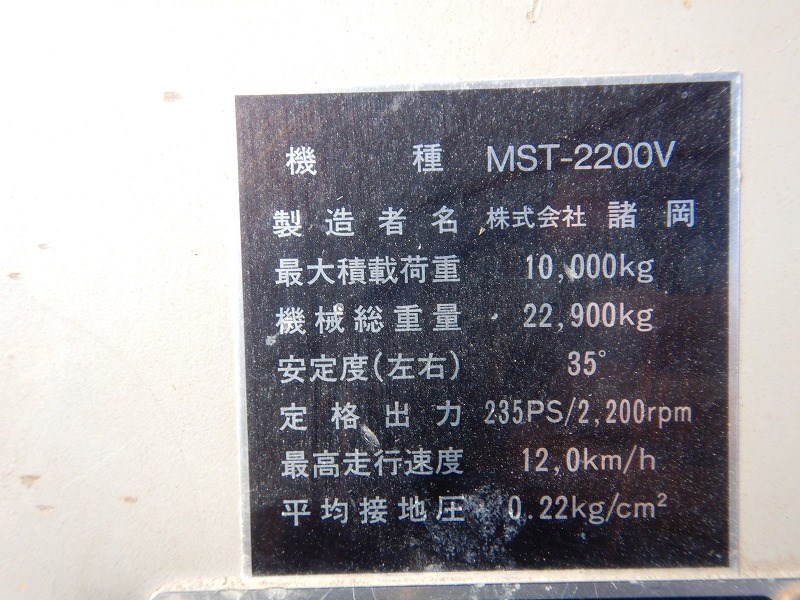 機種 MST-2200V
製造者名 株式会社 諸岡
最大積載荷重 10,000kg
機械総重量 22,900kg
安定度(左右) 35°
定格出力 235PS/2,200rpm
最高走行速度 12,0km/h
平均接地圧 0.22kg/cm²